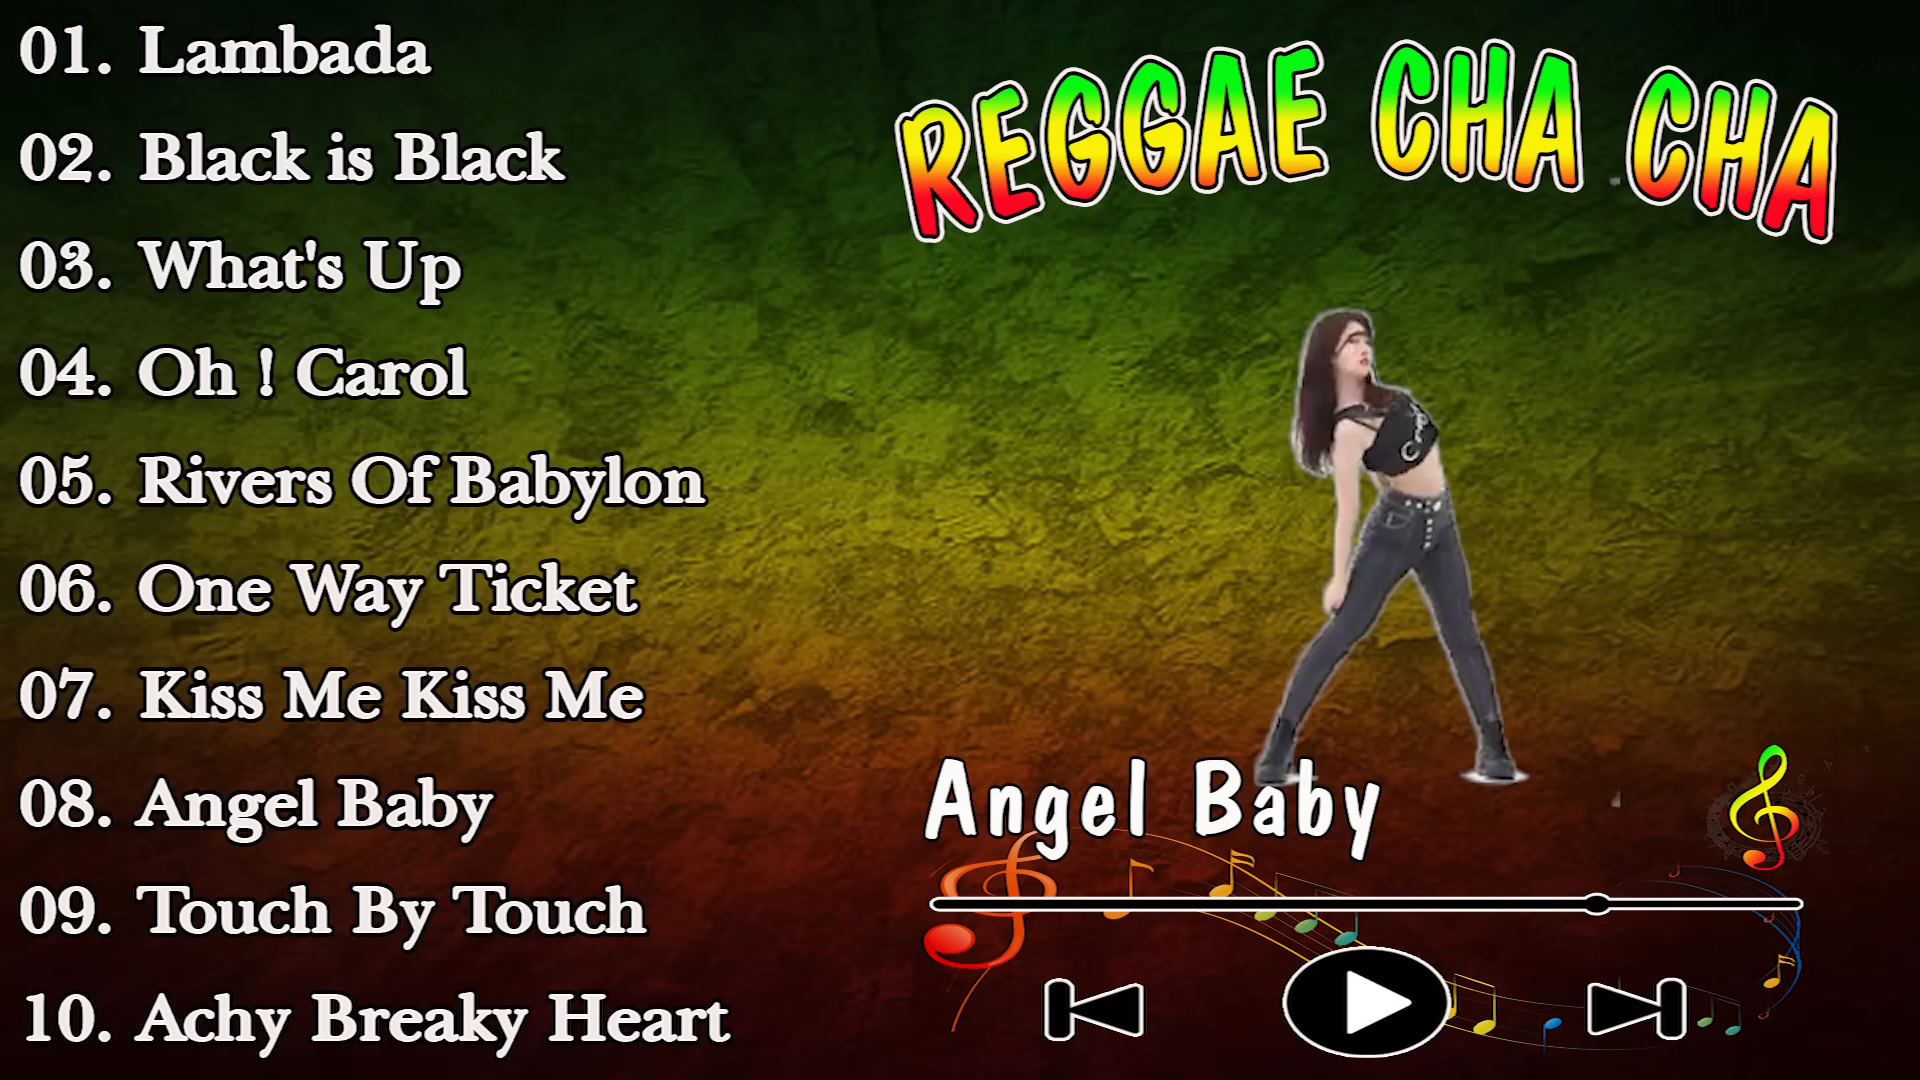 01. Lambada
02. Black is Black
03. What's Up
04. Oh ! Carol
05. Rivers Of Babylon
06. One Way Ticket
07. Kiss Me Kiss Me
08. Angel Baby
09. Touch By Touch
10. Achy Breaky Heart
REGGAE CHA CHA
Angel Baby